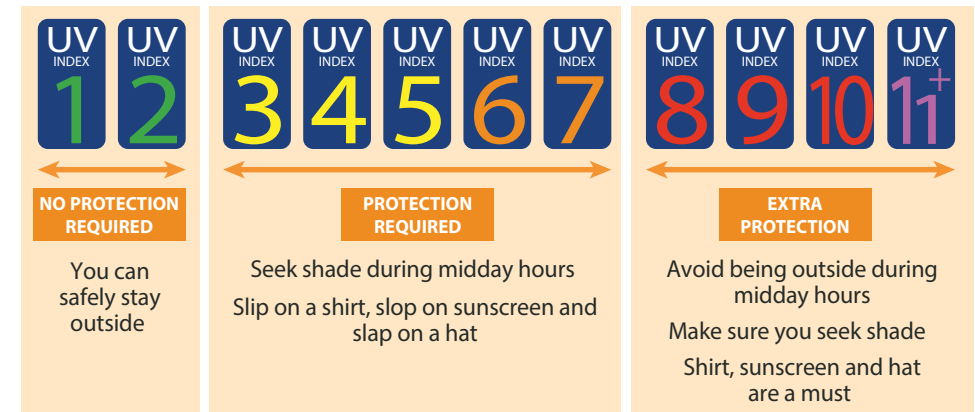 UV
INDEX
1
UV
INDEX
2
NO PROTECTION
REQUIRED
You can
safely stay
outside
UV
INDEX
3
UV
INDEX
4
UV
INDEX
5
UV
INDEX
6
UV
INDEX
7
PROTECTION
REQUIRED
Seek shade during midday hours
Slip on a shirt, slop on sunscreen and
slap on a hat
UV
INDEX
8
UV
INDEX
9
UV
INDEX
10
UV
INDEX
11+
EXTRA
PROTECTION
Avoid being outside during
midday hours
Make sure you seek shade
Shirt, sunscreen and hat
are a must